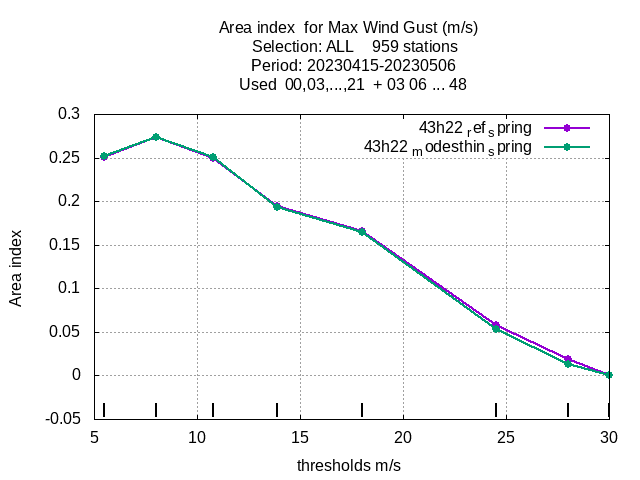 Area index  for Max Wind Gust (m/s)
Selection: ALL    959 stations
Period: 20230415-20230506
Used  00,03,...,21  + 03 06 ... 48
43h22 ref spring
43h22 modesthin spring
0.3
0.25
0.2
0.15
0.1
0.05
0
-0.05
Area index
5 10 15 20 25 30
thresholds m/s